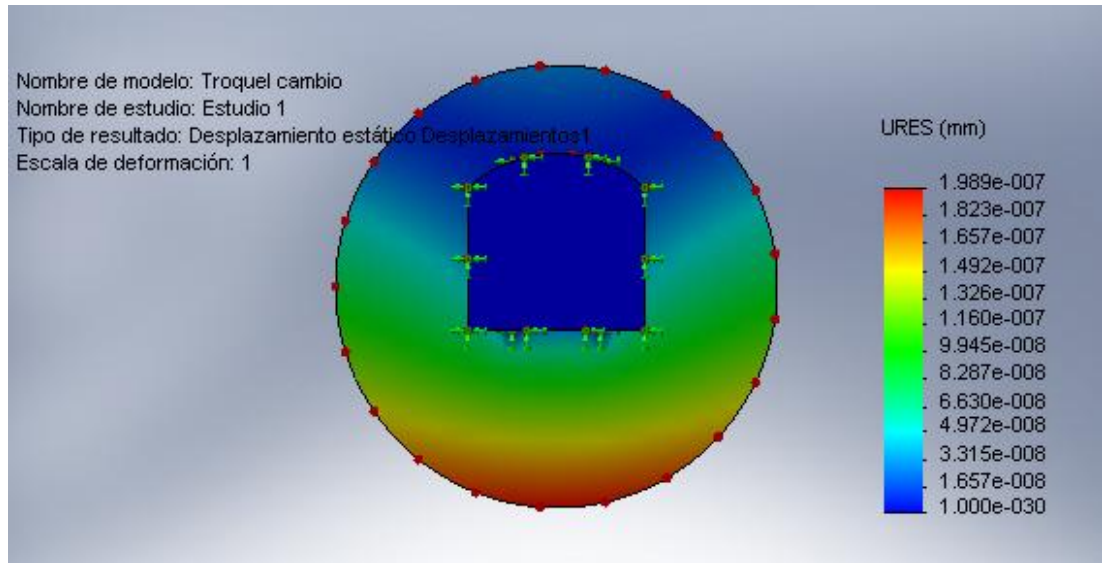 Nombre de modelo: Troquel cambio
Nombre de estudio: Estudio 1
Tipo de resultado: Desplazamiento estático Desplazamientos1
Escala de deformación: 1
URES (mm)
1.989e-007
1.823e-007
1.657e-007
1.492e-007
1.326e-007
1.160e-007
9.945e-008
8.287e-008
6.630e-008
4.972e-008
3.315e-008
1.657e-008
1.000e-030